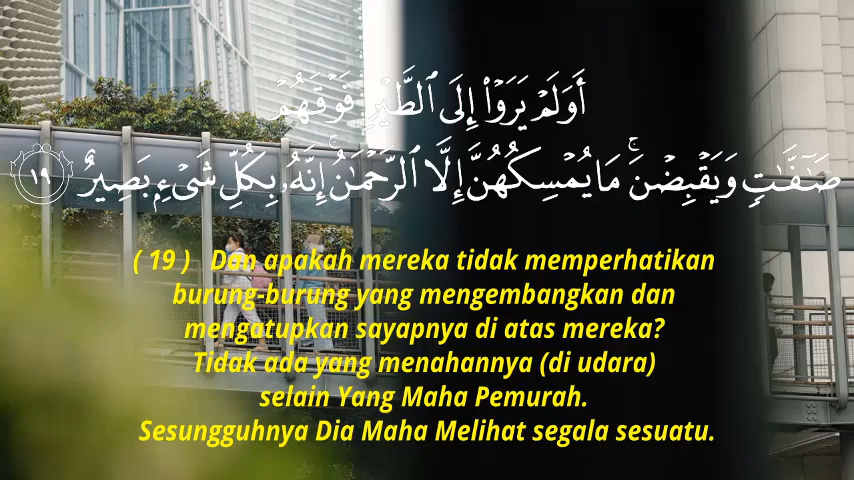 أَوَلَمْ يَرَوْا۟ إِلَى ٱلطَّيْرِ فَوْقَهُمْ
صَـٰٓفَّـٰتٍ وَيَقْبِضْنَ ۚ مَا يُمْسِكُهُنَّ إِلَّا ٱلرَّحْمَـٰنُ ۚ إِنَّهُۥ بِكُلِّ شَىْءٍۭ بَصِيرٌ ١٩
( 19 ) Dan apakah mereka tidak memperhatikan
burung-burung yang mengembangkan dan
mengatupkan sayapnya di atas mereka?
Tidak ada yang menahannya (di udara)
selain Yang Maha Pemurah.
Sesungguhnya Dia Maha Melihat segala sesuatu.